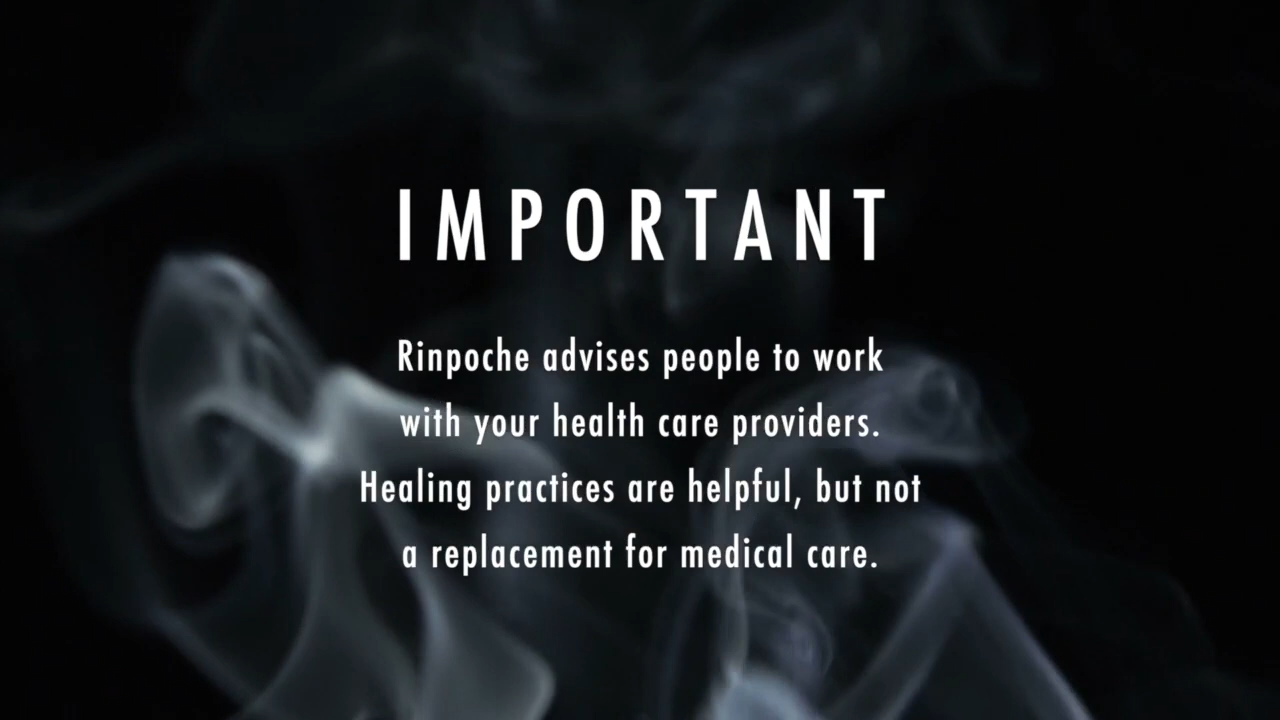 IMPORTANT
Rinpoche advises people to work
with your health care providers.
Healing practices are helpful, but not
a replacement for medical care.